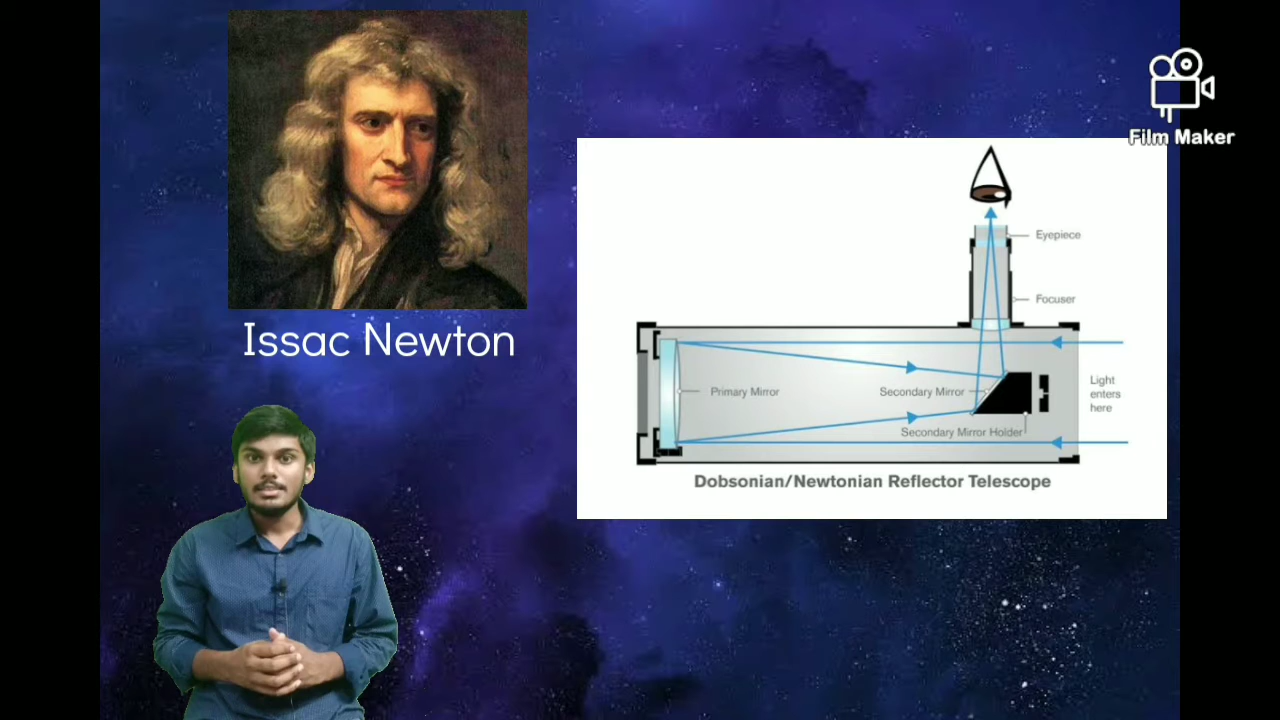 Film Maker
Issac Newton
Eyepiece
Focuser
Primary Mirror
Secondary Mirror
Light
enters
here
Secondary Mirror Holder
Dobsonian/Newtonian Reflector Telescope